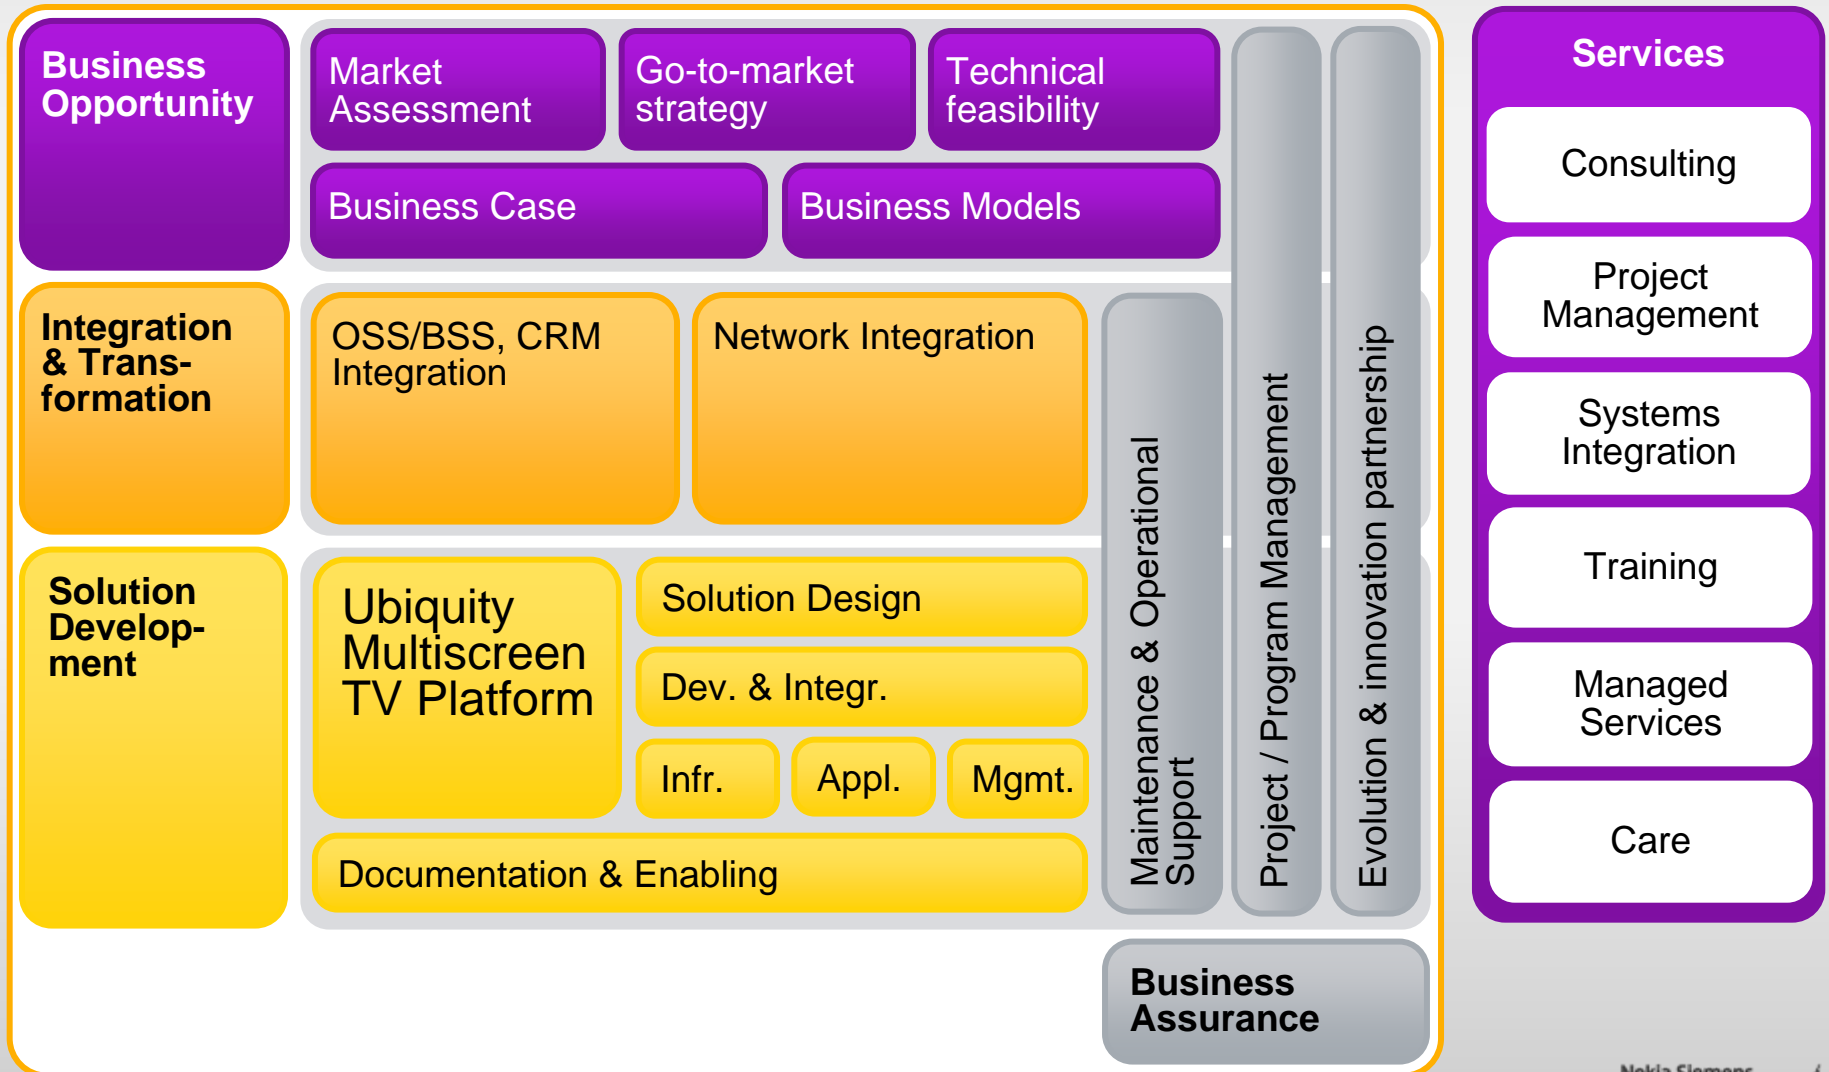 Business
Opportunity
Market
Assessment
Go-to-market
strategy
Technical
feasibility
Business Case
Business Models
Integration
& Trans-
formation
OSS/BSS, CRM
Integration
Network Integration
Solution
Develop-
ment
Ubiquity
Multiscreen
TV Platform
Solution Design
Dev. & Integr.
Infr.
Appl.
Mgmt.
Documentation & Enabling
Maintenance & Operational
Support
Project / Program Management
Evolution & innovation partnership
Business
Assurance
Services
Consulting
Project
Management
Systems
Integration
Training
Managed
Services
Care
Nokia Siemens